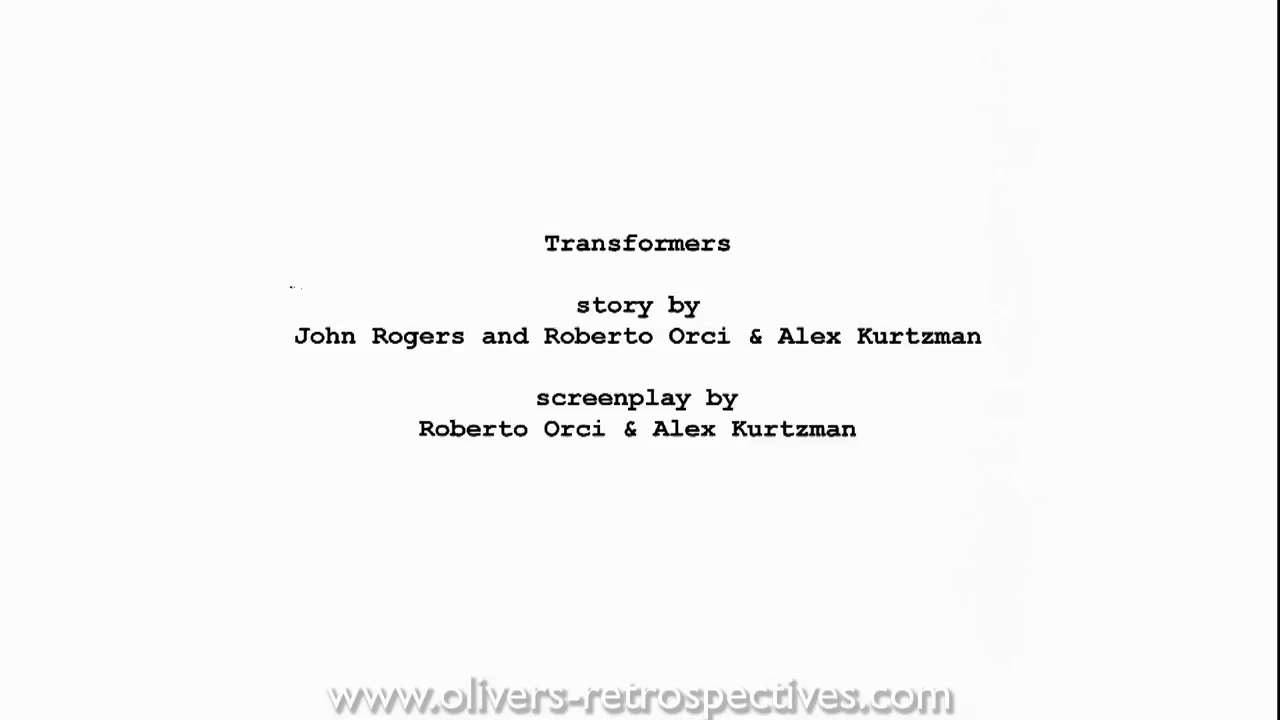 Transformers
story by
John Rogers and Roberto Orci & Alex Kurtzman
screenplay by
Roberto Orci & Alex Kurtzman
www.olivers-retrospectives.com